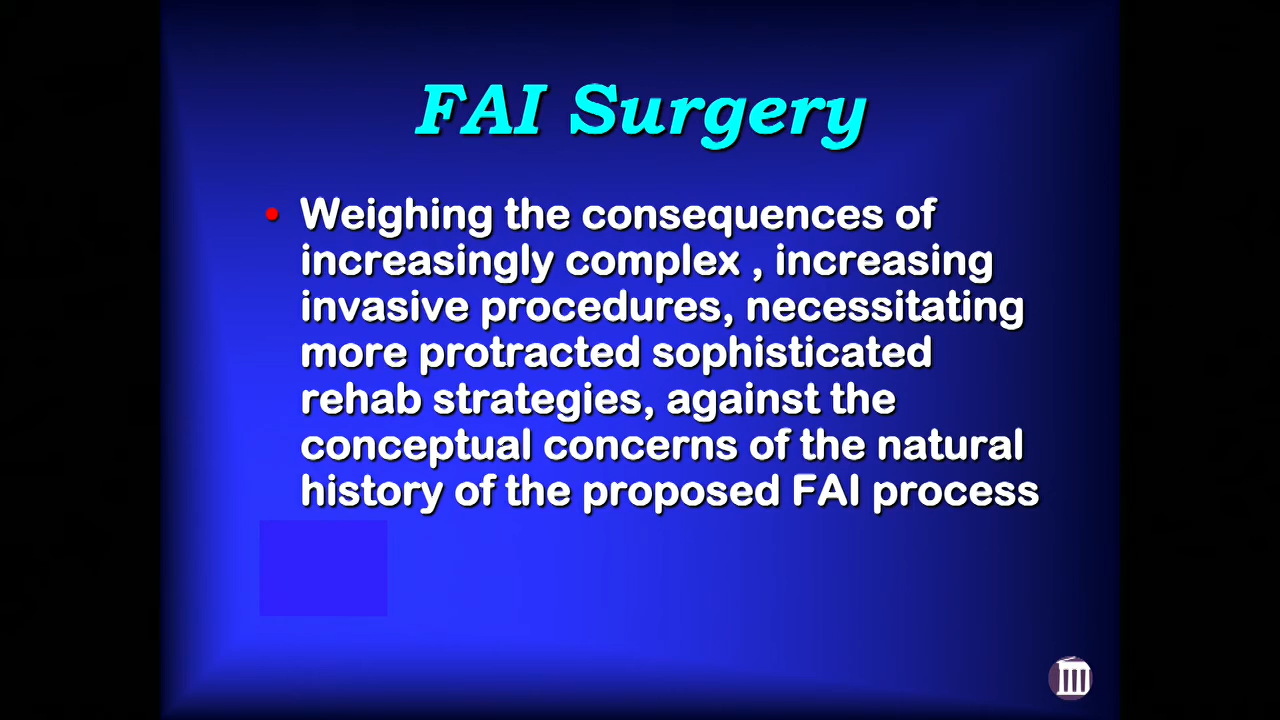 FAI Surgery
• Weighing the consequences of
increasingly complex , increasing
invasive procedures, necessitating
more protracted sophisticated
rehab strategies, against the
conceptual concerns of the natural
history of the proposed FAI process